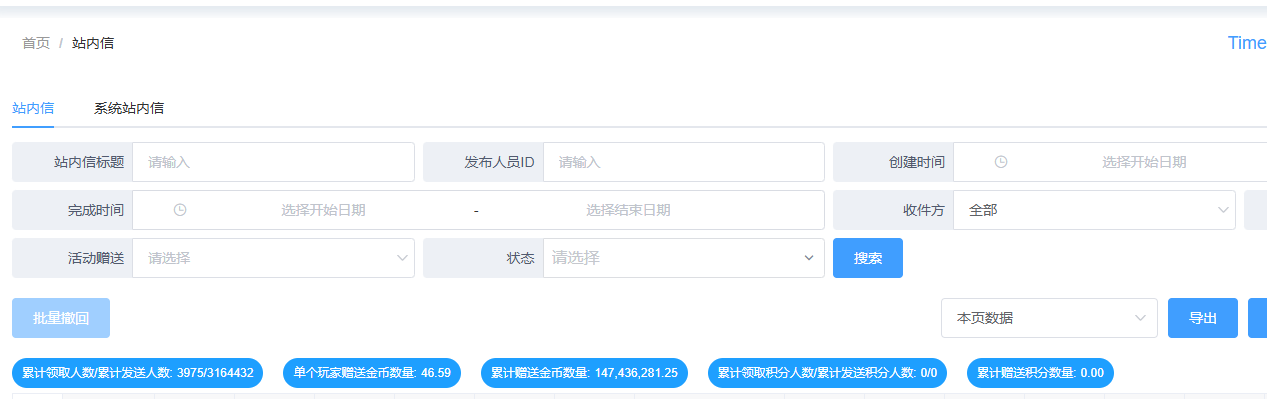 首页 / 站内信
Time
站内信 系统站内信
站内信标题 请输入 发布人员ID 请输入 创建时间 选择开始日期
完成时间 选择开始日期 - 选择结束日期 收件方 全部
活动赠送 请选择 状态 请选择 搜索
批量撤回 本页数据 导出
累计领取人数/累计发送人数: 3975/3164432 单个玩家赠送金币数量: 46.59 累计赠送金币数量: 147,436,281.25 累计领取积分人数/累计发送积分人数: 0/0 累计赠送积分数量: 0.00